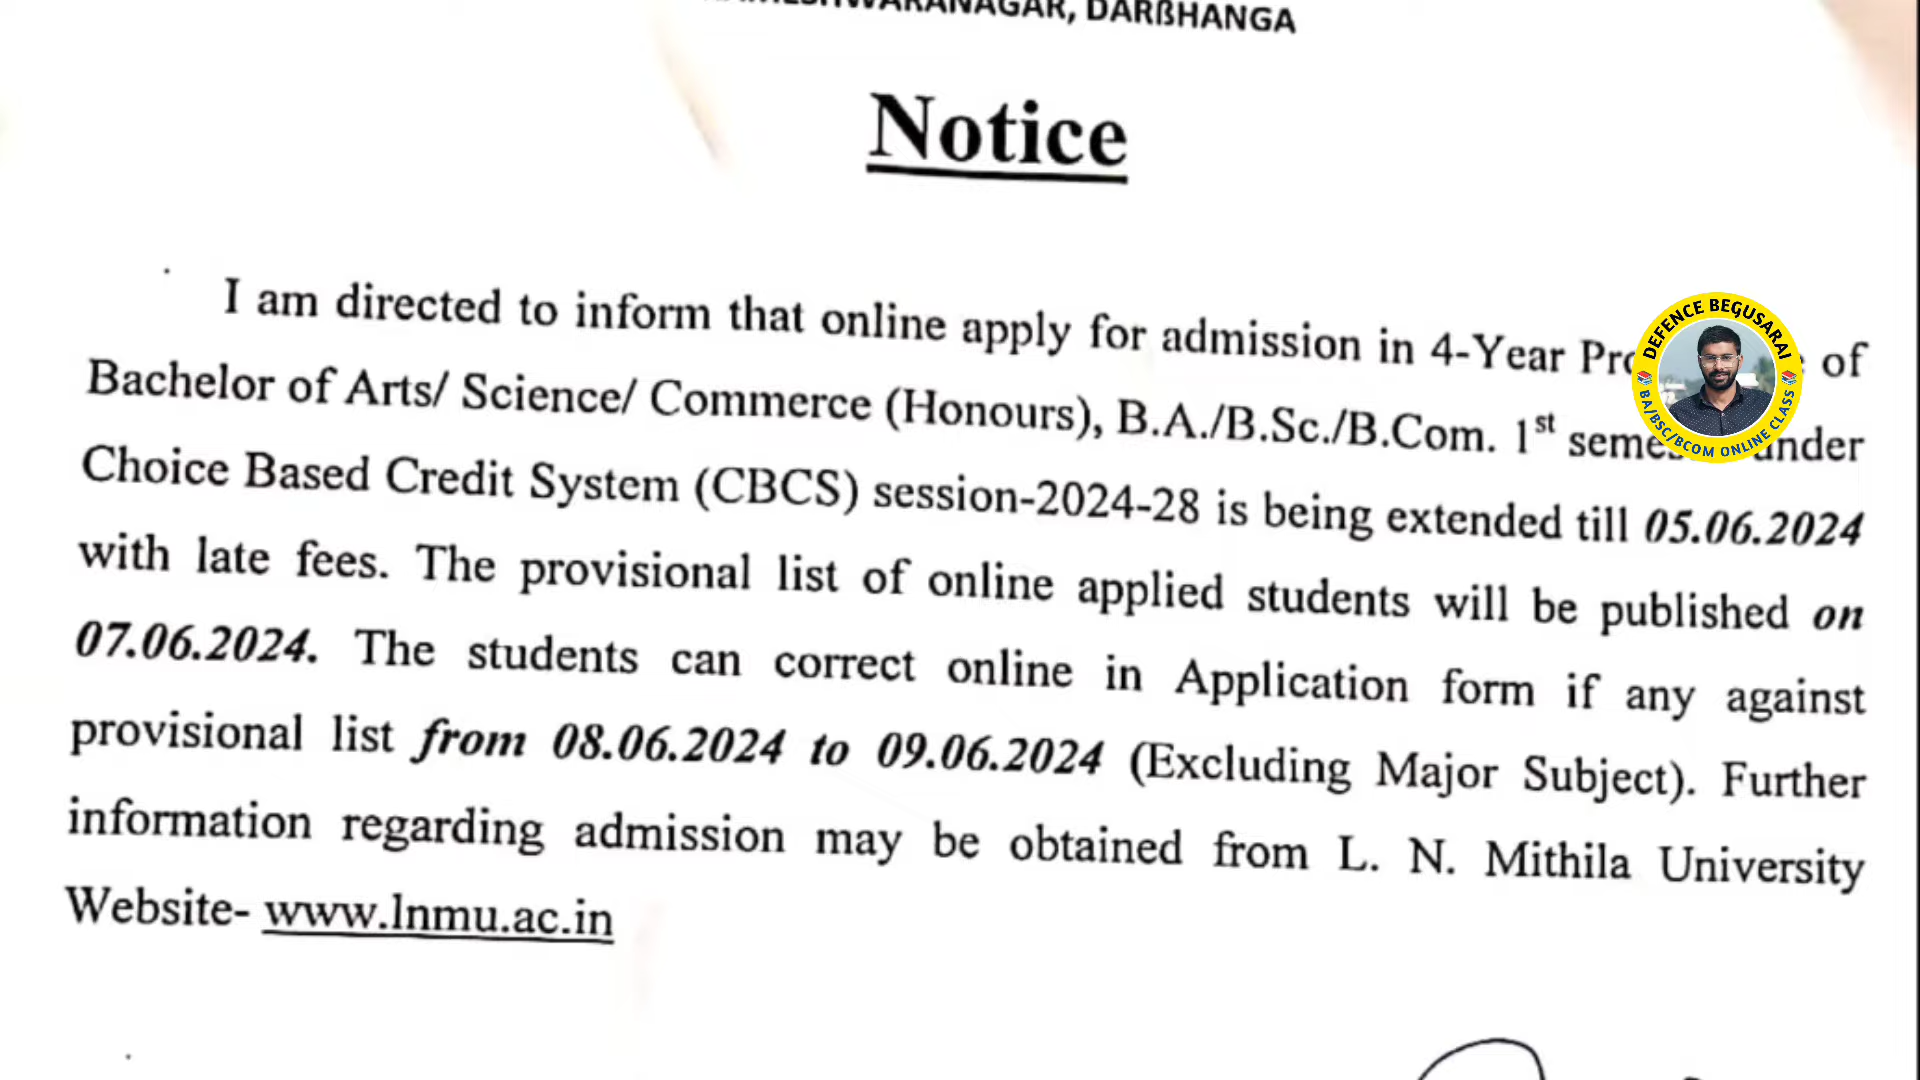 DARBHANGA
Notice
I am directed to inform that online apply for admission in 4-Year of
Bachelor of Arts/ Science/ Commerce (Honours), B.A./B.Sc./B.Com. 1st
Choice Based Credit System (CBCS) session-2024-28 is being extended till 05.06.2024
with late fees. The provisional list of online applied students will be published on
07.06.2024. The students can correct online in Application form if any against
provisional list from 08.06.2024 to 09.06.2024 (Excluding Major Subject). Further
information regarding admission may be obtained from L. N. Mithila University
Website- www.lnmu.ac.in
DEFENCE BEGUSARAI
BA/BSC/BCOM ONLINE CLASS